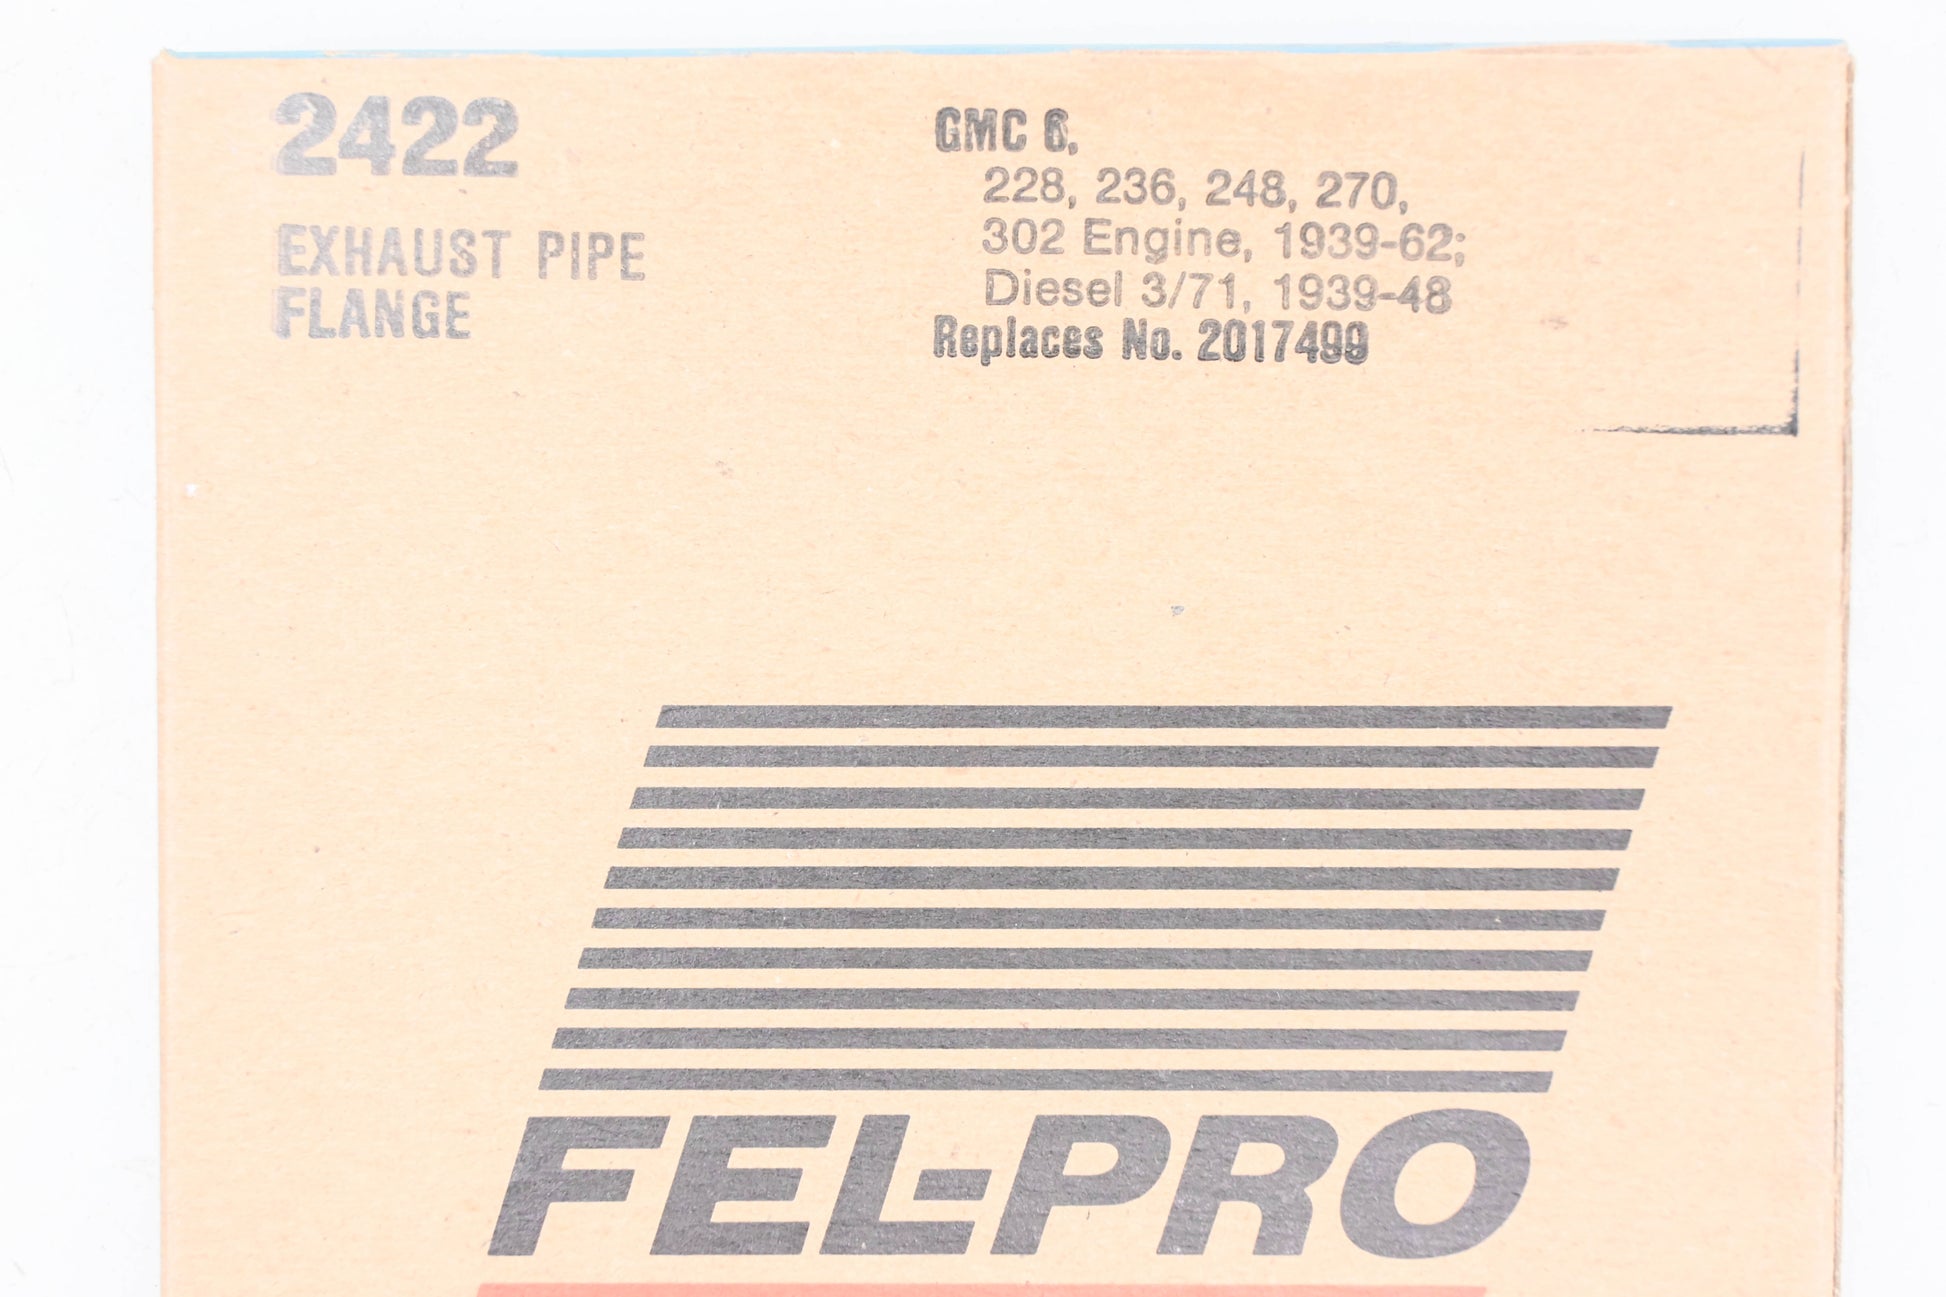 2422
EXHAUST PIPE
FLANGE
GMC 6,
228, 236, 248, 270,
302 Engine, 1939-62;
Diesel 3/71, 1939-48
Replaces No. 2017499
FEL-PRO